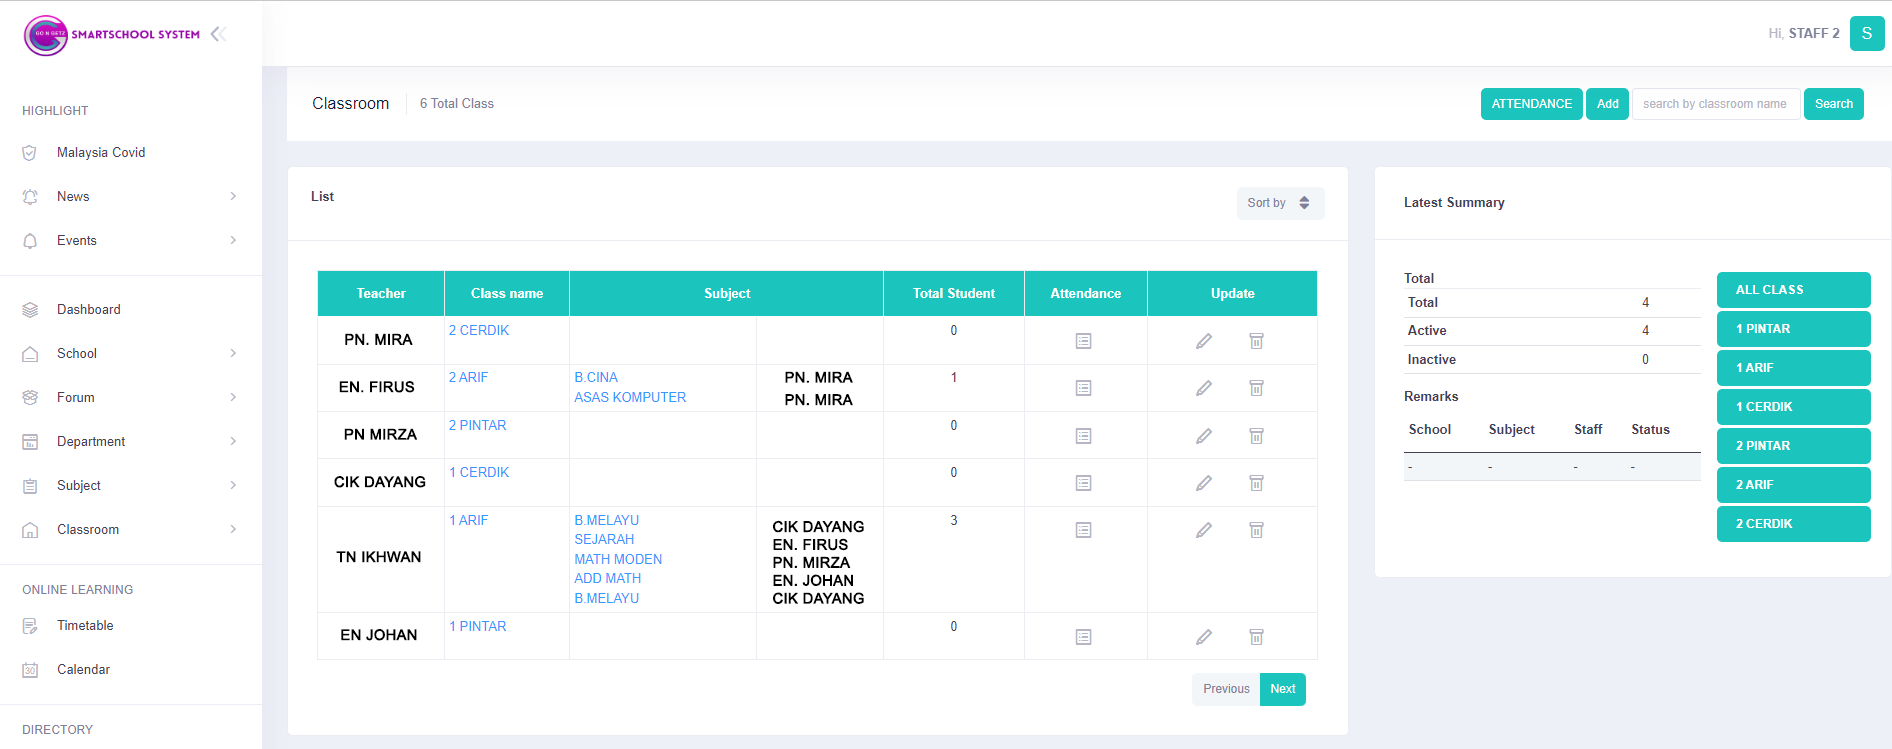 GO N GETZ
SMARTSCHOOL SYSTEM
Hi, STAFF 2
S
HIGHLIGHT
Malaysia Covid
News
Events
Dashboard
School
Forum
Department
Subject
Classroom
ONLINE LEARNING
Timetable
30
Calendar
DIRECTORY
Classroom
6 Total Class
ATTENDANCE
Add
search by classroom name
Search
List
Sort by
Teacher Class name Subject Total Student Attendance Update
PN. MIRA 2 CERDIK 0
EN. FIRUS 2 ARIF B.CINA PN. MIRA 1
ASAS KOMPUTER PN. MIRA
PN MIRZA 2 PINTAR 0
CIK DAYANG 1 CERDIK 0
TN IKHWAN 1 ARIF B.MELAYU CIK DAYANG 3
SEJARAH EN. FIRUS
MATH MODEN PN. MIRZA
ADD MATH EN. JOHAN
B.MELAYU CIK DAYANG
EN JOHAN 1 PINTAR 0
Previous Next
Latest Summary
Total
Total 4
Active 4
Inactive 0
Remarks
School Subject Staff Status
- - - -
ALL CLASS
1 PINTAR
1 ARIF
1 CERDIK
2 PINTAR
2 ARIF
2 CERDIK